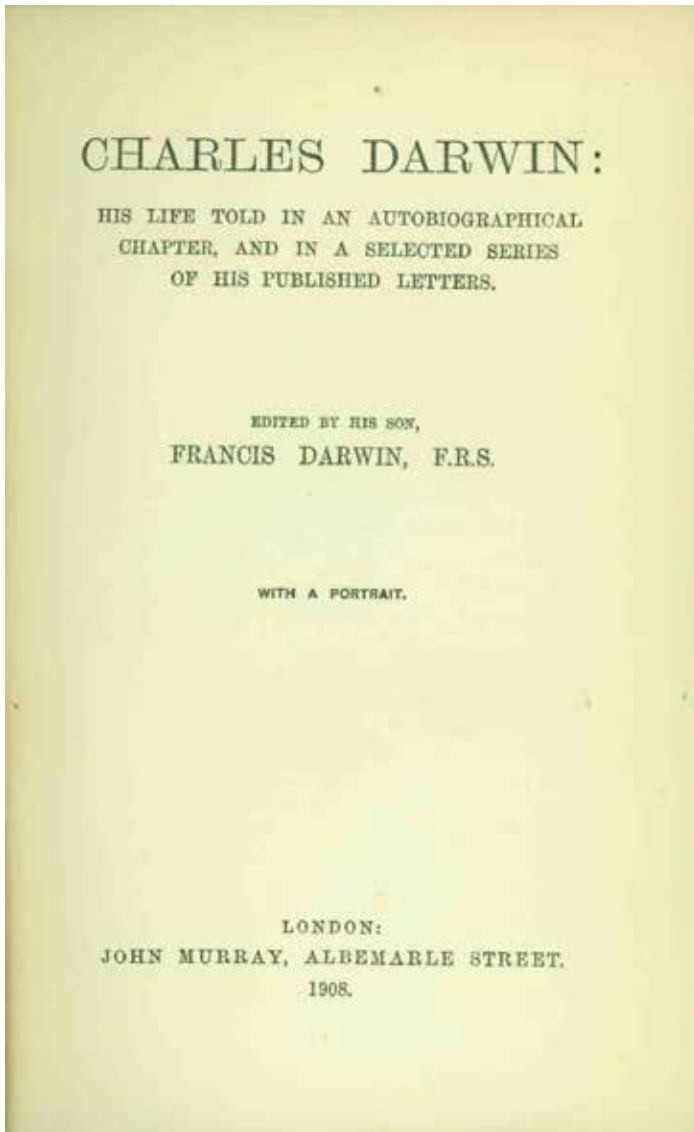 CHARLES DARWIN:
HIS LIFE TOLD IN AN AUTOBIOGRAPHICAL
CHAPTER, AND IN A SELECTED SERIES
OF HIS PUBLISHED LETTERS.
EDITED BY HIS SON,
FRANCIS DARWIN, F.R.S.
WITH A PORTRAIT.
LONDON:
JOHN MURRAY, ALBEMARLE STREET.
1908.